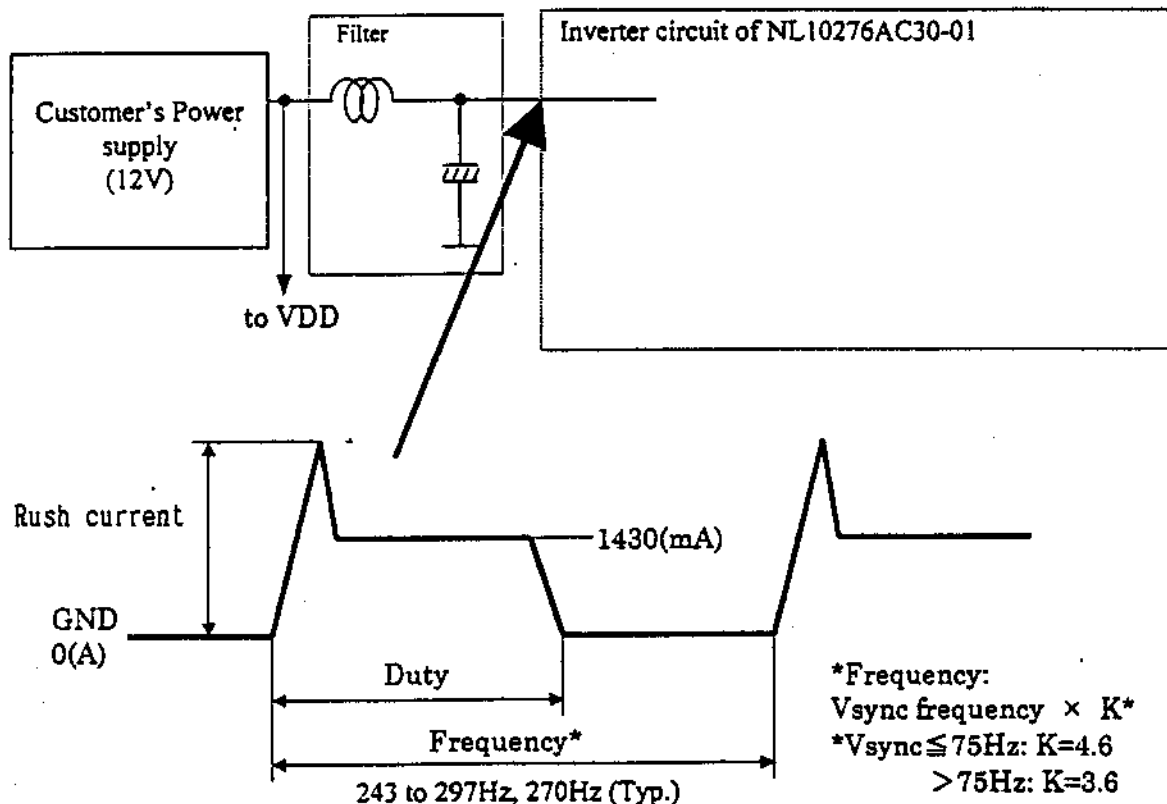 Filter
Inverter circuit of NL10276AC30-01
Customer's Power
supply
(12V)
to VDD
Rush current
1430(mA)
GND
0(A)
Duty
Frequency*
243 to 297Hz, 270Hz (Typ.)
*Frequency:
Vsync frequency × K*
*Vsync≦75Hz: K=4.6
>75Hz: K=3.6